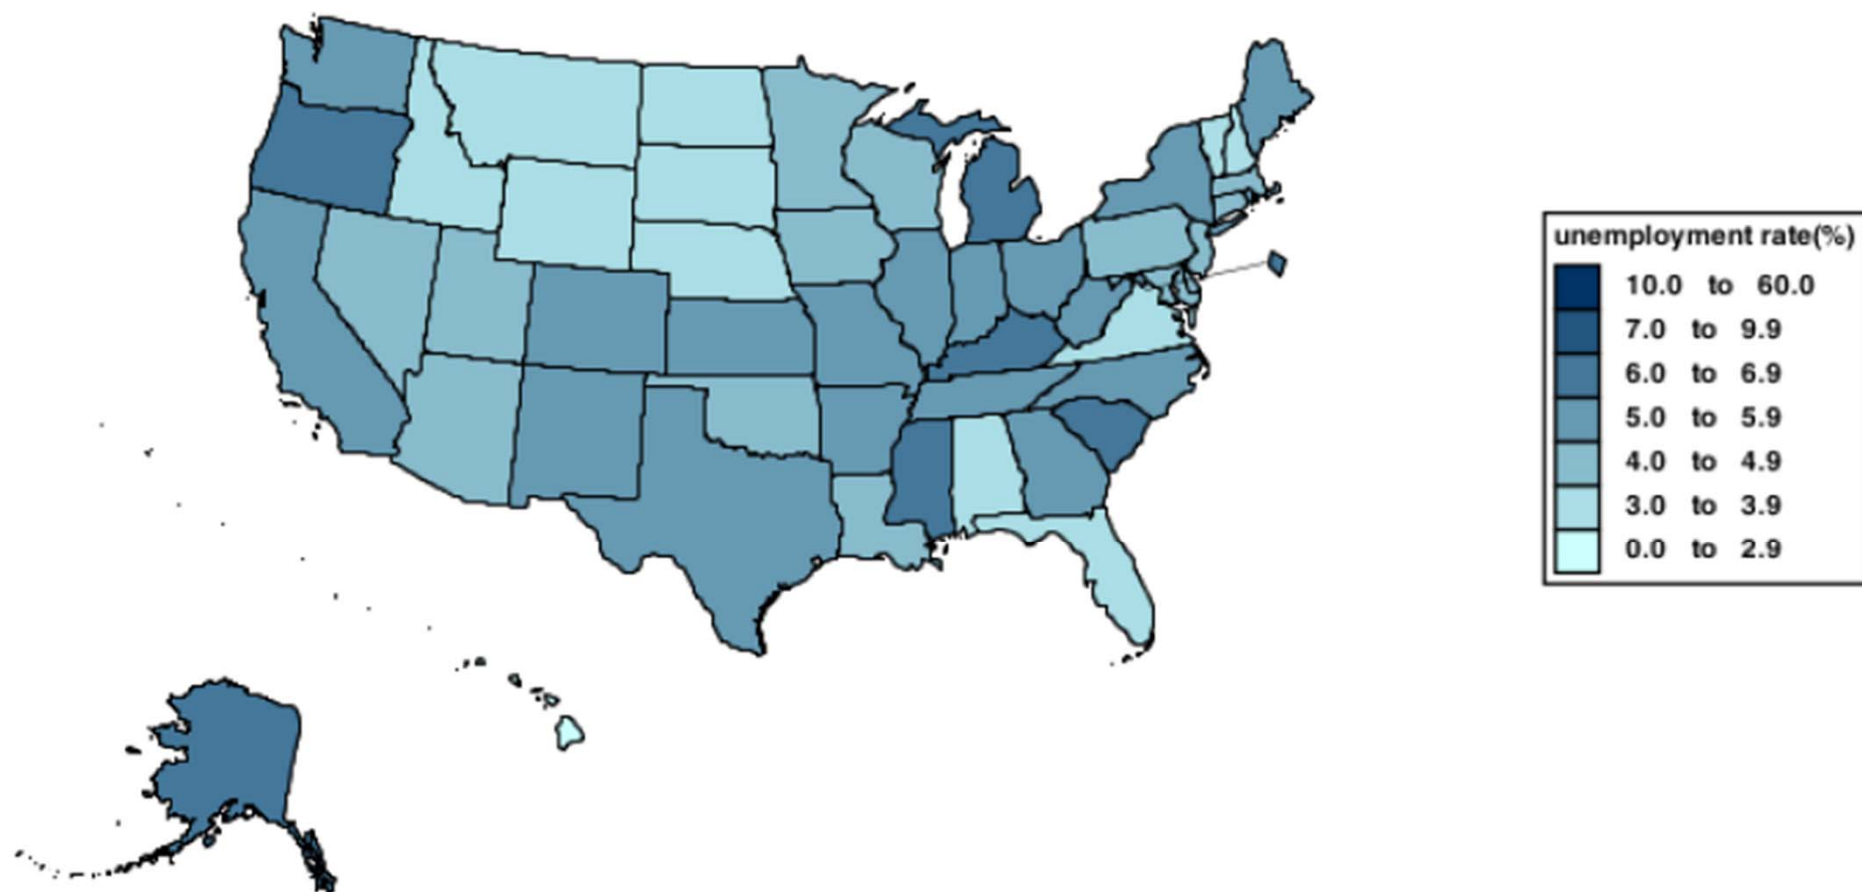 unemployment rate(%)
10.0 to 60.0
7.0 to 9.9
6.0 to 6.9
5.0 to 5.9
4.0 to 4.9
3.0 to 3.9
0.0 to 2.9